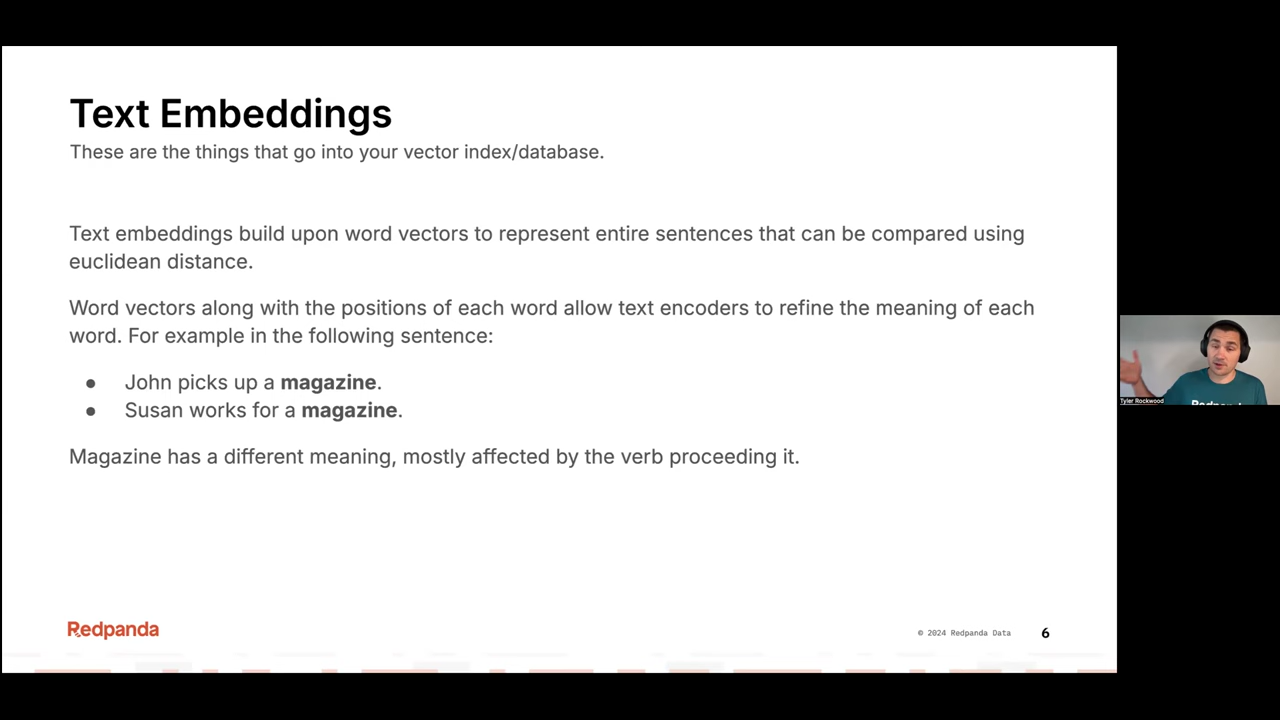 Text Embeddings
These are the things that go into your vector index/database.
Text embeddings build upon word vectors to represent entire sentences that can be compared using
euclidean distance.
Word vectors along with the positions of each word allow text encoders to refine the meaning of each
word. For example in the following sentence:
● John picks up a magazine.
● Susan works for a magazine.
Magazine has a different meaning, mostly affected by the verb proceeding it.
Tyler Rockwood
Redpanda
© 2024 Redpanda Data
6